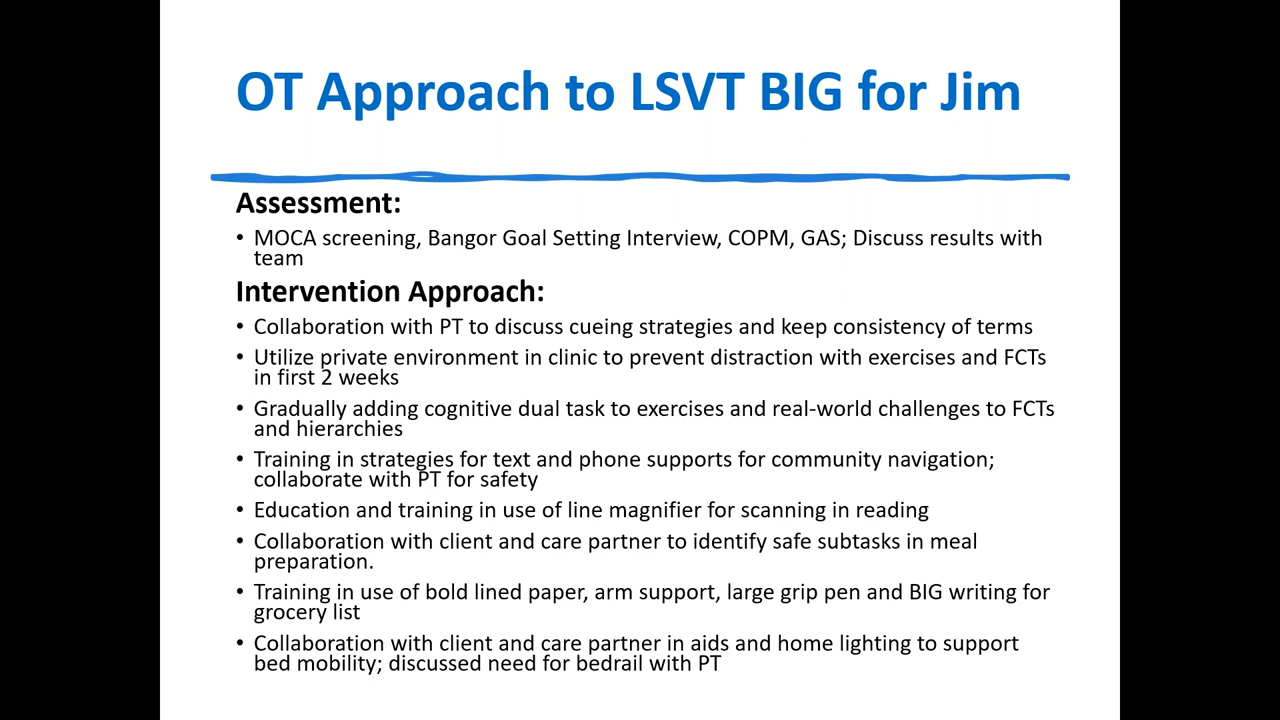 OT Approach to LSVT BIG for Jim
Assessment:
• MOCA screening, Bangor Goal Setting Interview, COPM, GAS; Discuss results with
team
Intervention Approach:
• Collaboration with PT to discuss cueing strategies and keep consistency of terms
• Utilize private environment in clinic to prevent distraction with exercises and FCTs
in first 2 weeks
• Gradually adding cognitive dual task to exercises and real-world challenges to FCTs
and hierarchies
• Training in strategies for text and phone supports for community navigation;
collaborate with PT for safety
• Education and training in use of line magnifier for scanning in reading
• Collaboration with client and care partner to identify safe subtasks in meal
preparation.
• Training in use of bold lined paper, arm support, large grip pen and BIG writing for
grocery list
• Collaboration with client and care partner in aids and home lighting to support
bed mobility; discussed need for bedrail with PT